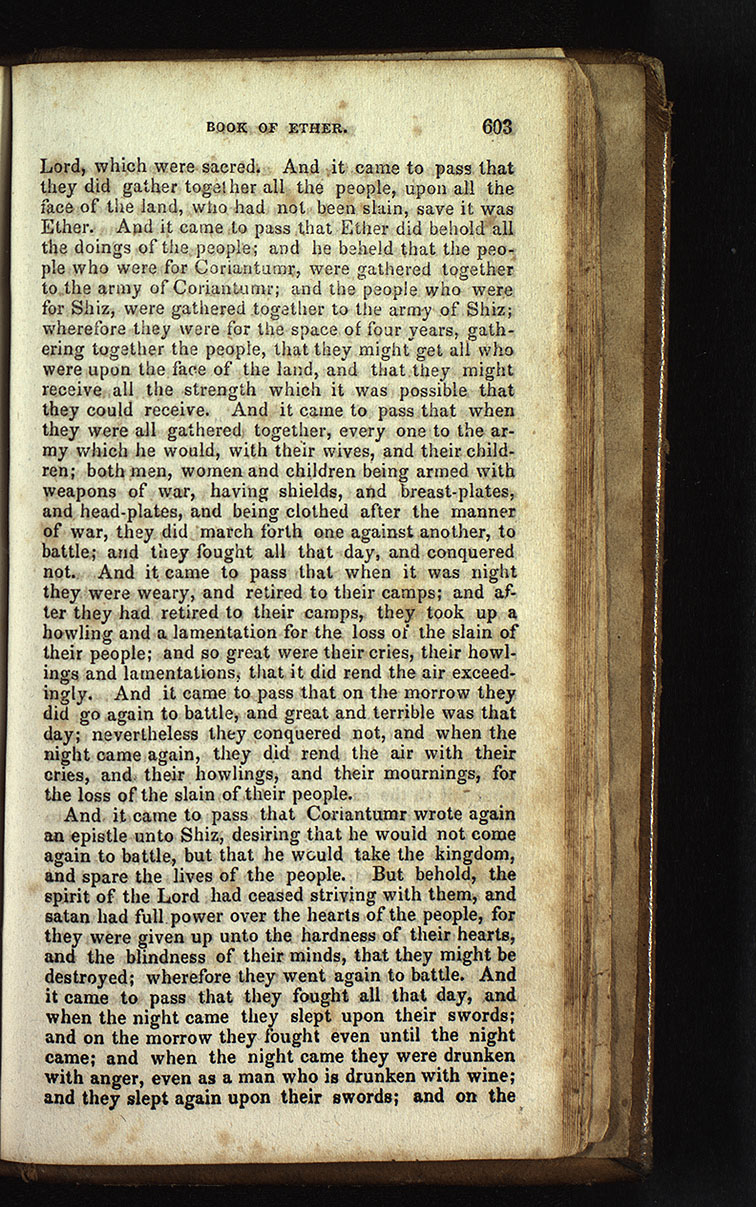 BOOK OF ETHER. 603
Lord, which were sacred. And it came to pass that
they did gather together all the people, upon all the
face of the land, who had not been slain, save it was
Ether. And it came to pass that Ether did behold all
the doings of the people; and he beheld that the peo-
ple who were for Coriantumr, were gathered together
to the army of Coriantumr; and the people who were
for Shiz, were gathered together to the army of Shiz;
wherefore they were for the space of four years, gath-
ering together the people, that they might get all who
were upon the face of the land, and that they might
receive all the strength which it was possible that
they could receive. And it came to pass that when
they were all gathered together, every one to the ar-
my which he would, with their wives, and their child-
ren; both men, women and children being armed with
weapons of war, having shields, and breast-plates,
and head-plates, and being clothed after the manner
of war, they did march forth one against another, to
battle; and they fought all that day, and conquered
not. And it came to pass that when it was night
they were weary, and retired to their camps; and af-
ter they had retired to their camps, they took up a
howling and a lamentation for the loss of the slain of
their people; and so great were their cries, their howl-
ings and lamentations, that it did rend the air exceed-
ingly. And it came to pass that on the morrow they
did go again to battle, and great and terrible was that
day; nevertheless they conquered not, and when the
night came again, they did rend the air with their
cries, and their howlings, and their mournings, for
the loss of the slain of their people.
And it came to pass that Coriantumr wrote again
an epistle unto Shiz, desiring that he would not come
again to battle, but that he would take the kingdom,
and spare the lives of the people. But behold, the
spirit of the Lord had ceased striving with them, and
satan had full power over the hearts of the people, for
they were given up unto the hardness of their hearts,
and the blindness of their minds, that they might be
destroyed; wherefore they went again to battle. And
it came to pass that they fought all that day, and
when the night came they slept upon their swords;
and on the morrow they fought even until the night
came; and when the night came they were drunken
with anger, even as a man who is drunken with wine;
and they slept again upon their swords; and on the